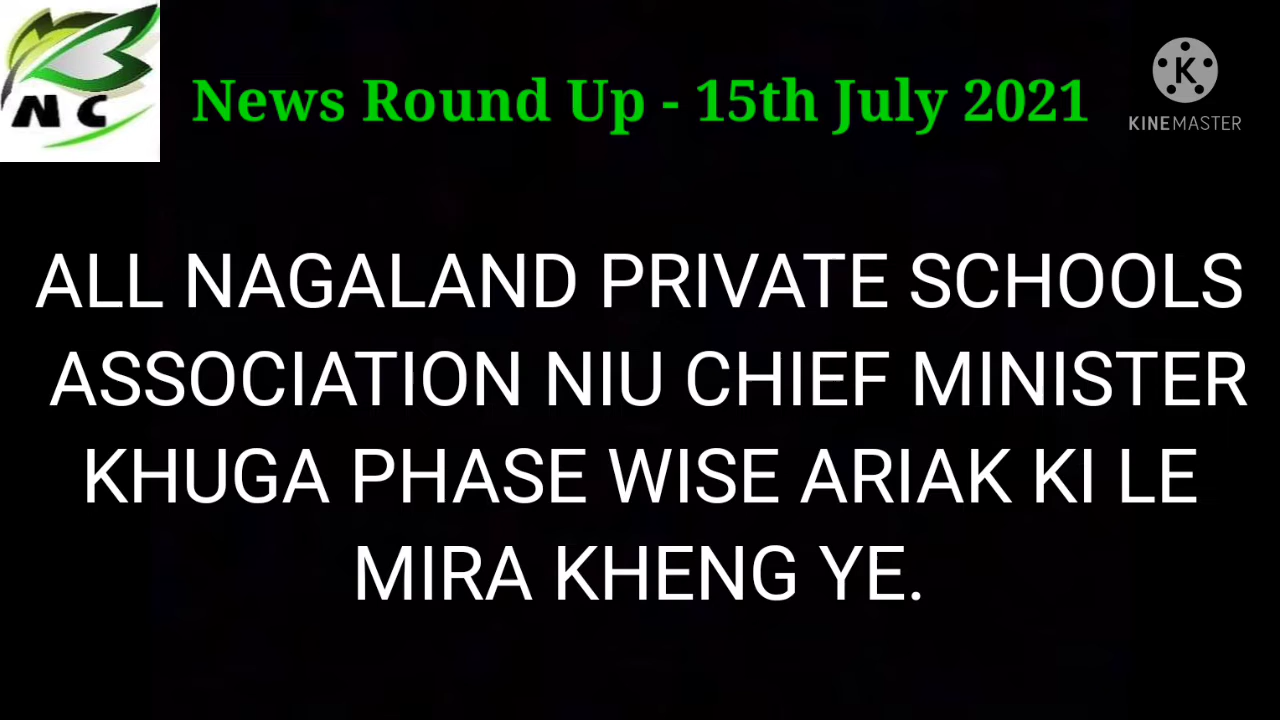 NC
News Round Up - 15th July 2021
K
KINEMASTER
ALL NAGALAND PRIVATE SCHOOLS
ASSOCIATION NIU CHIEF MINISTER
KHUGA PHASE WISE ARIAK KI LE
MIRA KHENG YE.